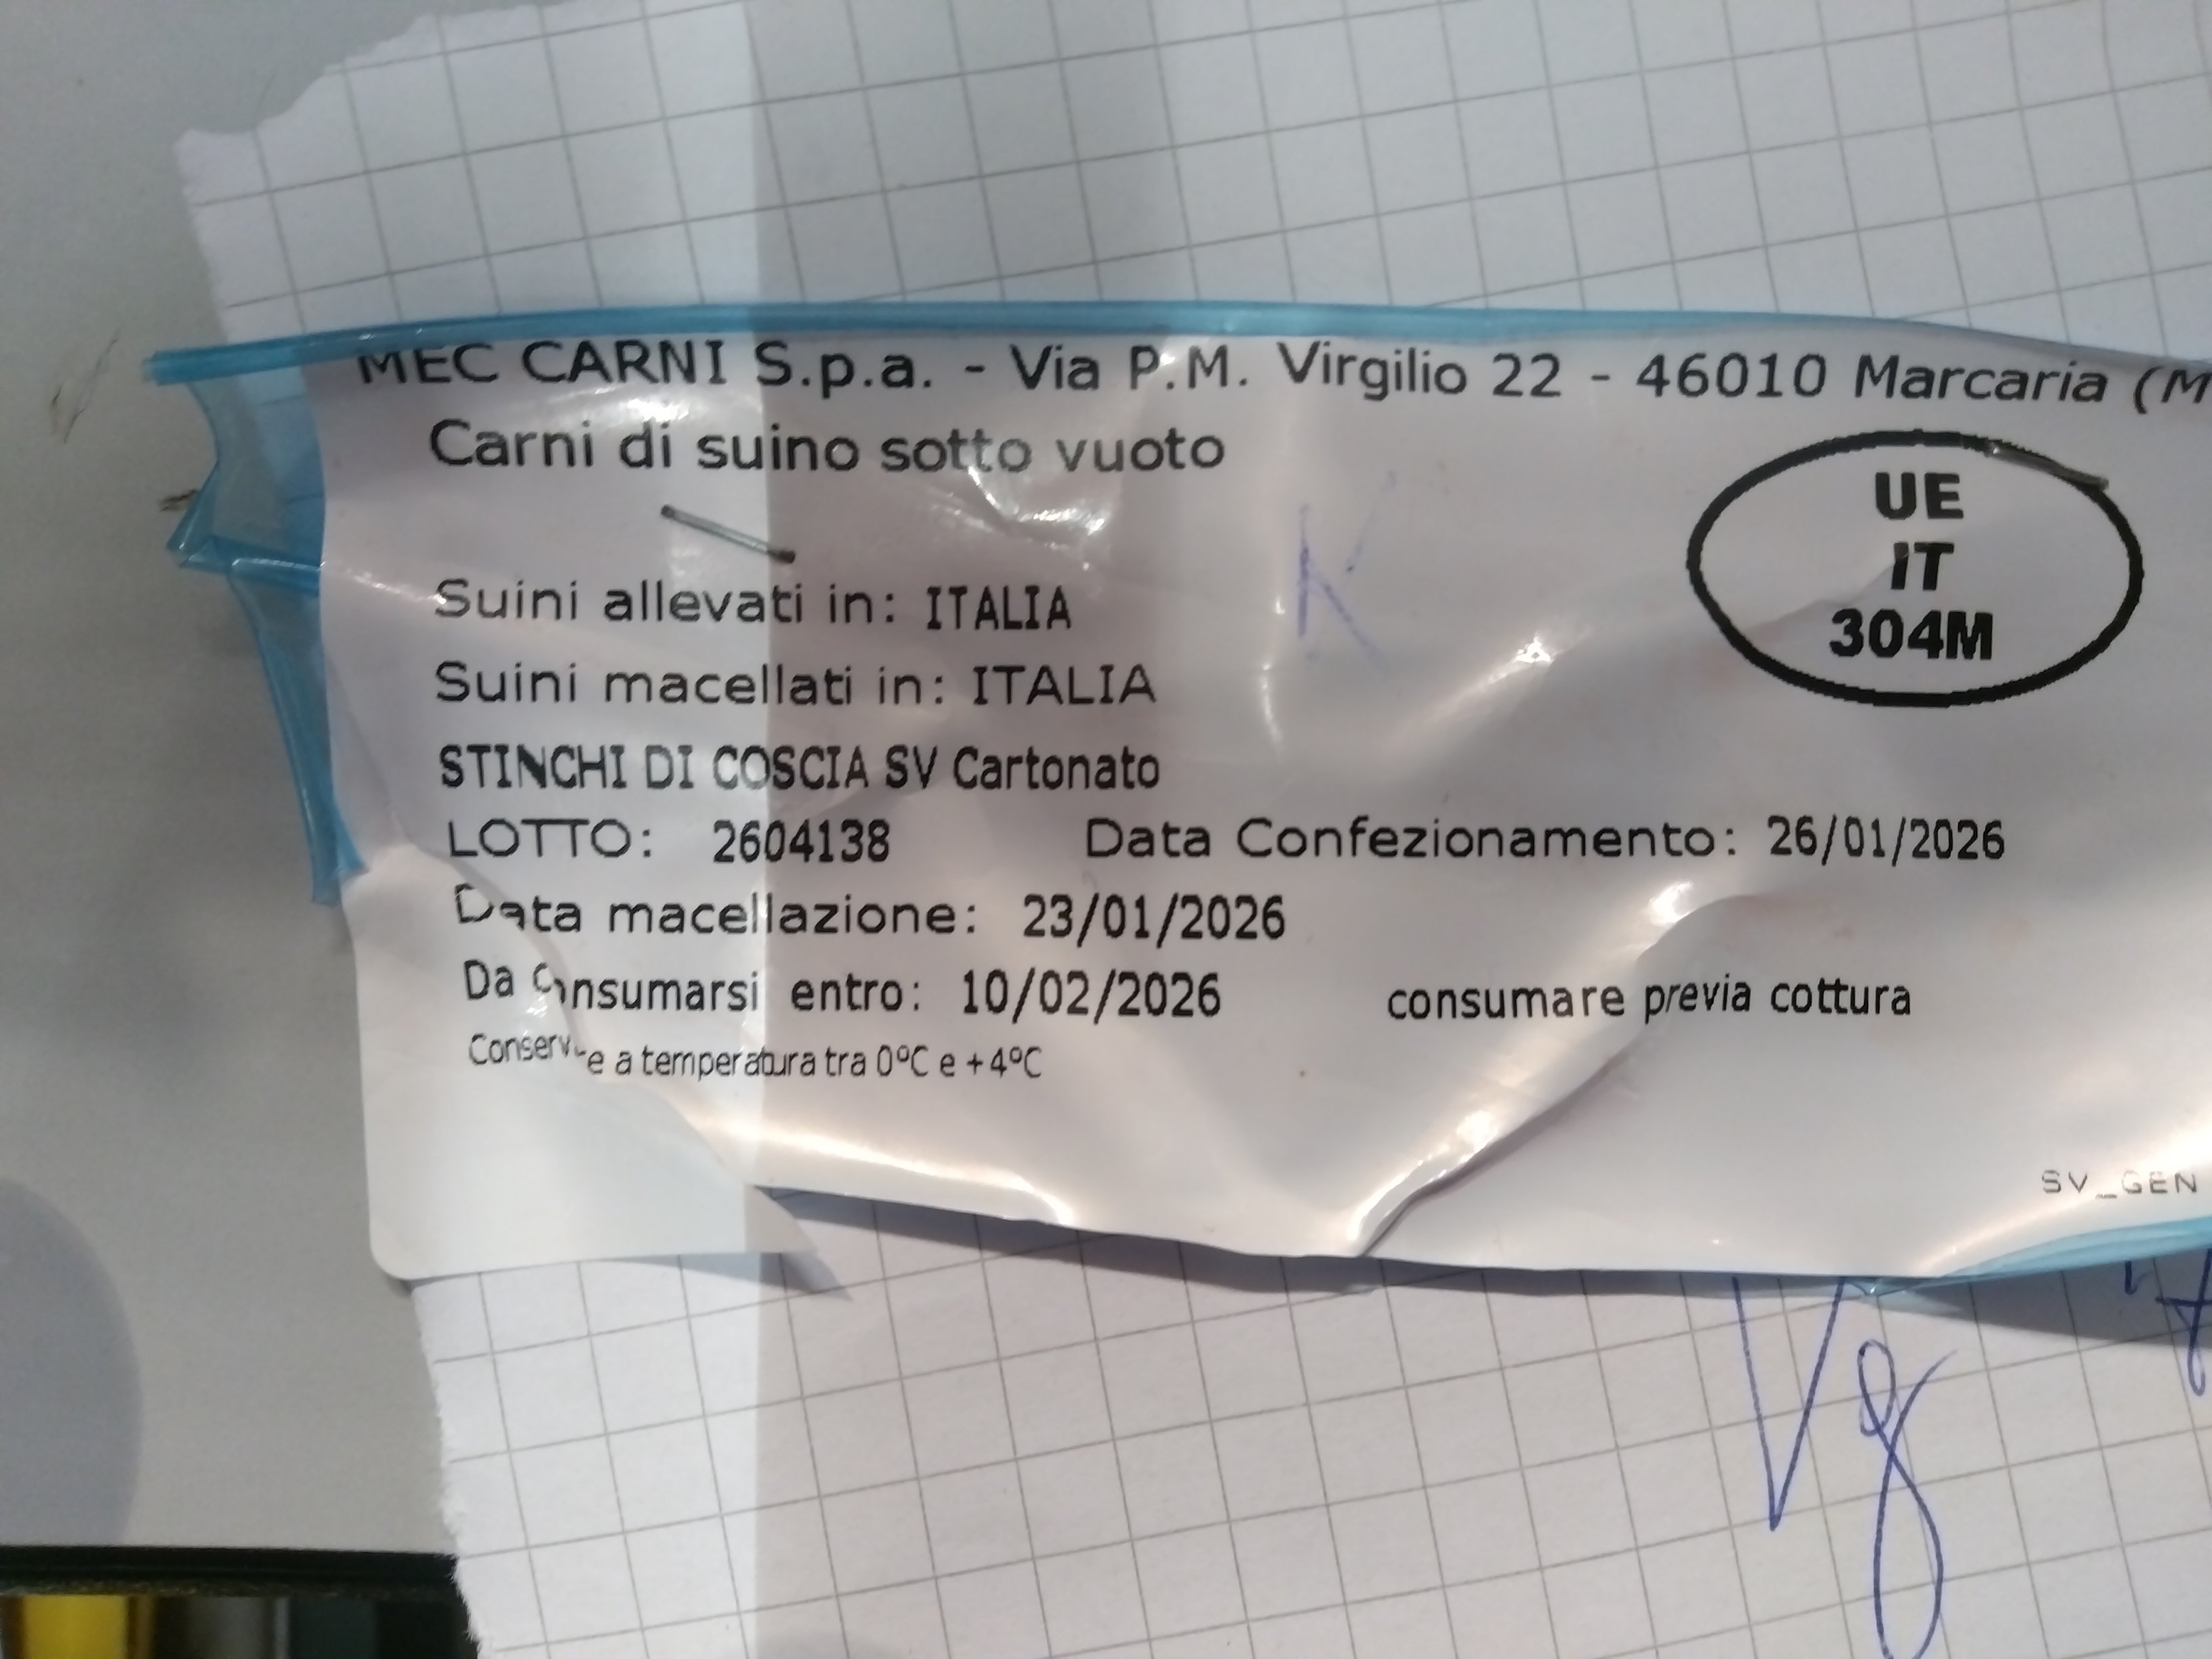 MEC CARNI S.p.a. - Via P.M. Virgilio 22 - 46010 Marcaria (M
Carni di suino sotto vuoto
UE
IT
304M
K
Suini allevati in: ITALIA
Suini macellati in: ITALIA
STINCHI DI COSCIA SV Cartonato
LOTTO: 2604138 Data Confezionamento: 26/01/2026
Data macellazione: 23/01/2026
Da Consumarsi entro: 10/02/2026 consumare previa cottura
Conservare a temperatura tra 0°C e +4°C
SV_GEN